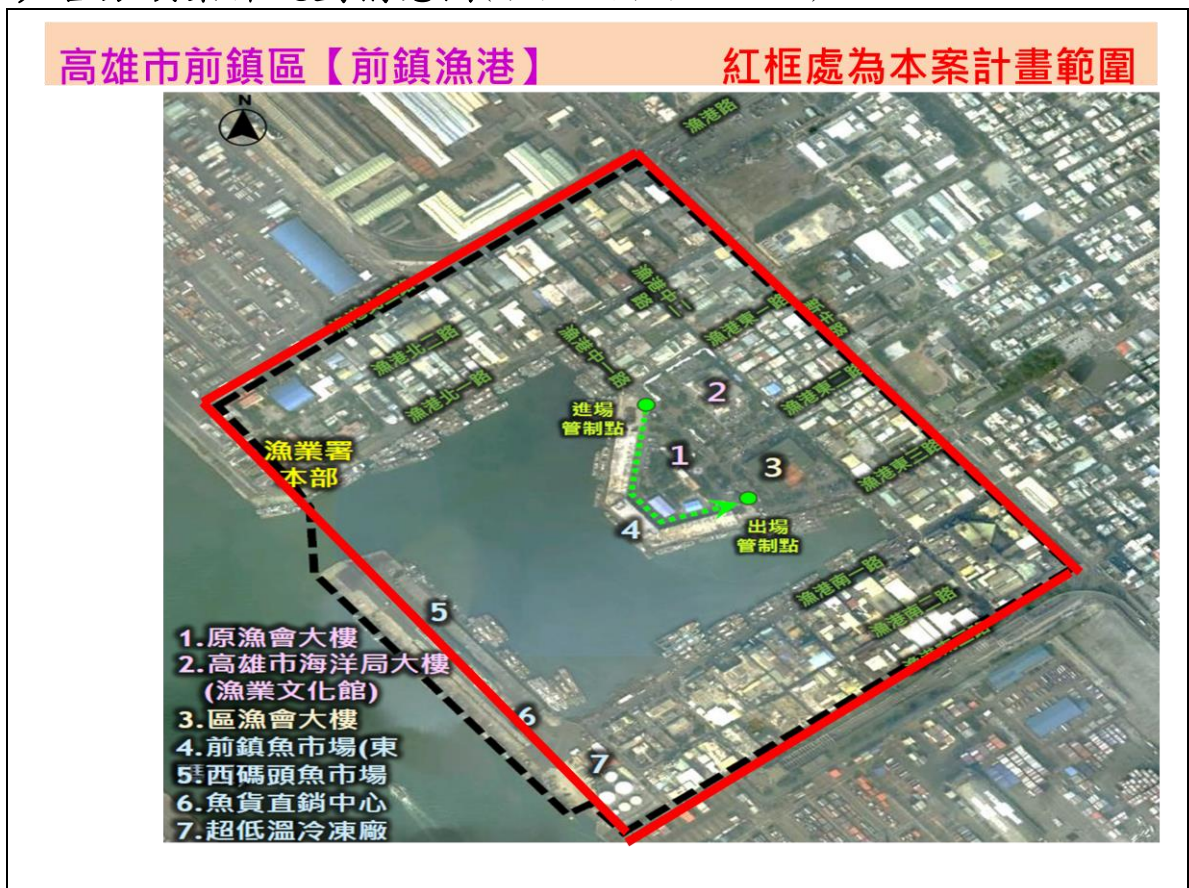 高雄市前鎮區【前鎮漁港】
紅框處為本案計畫範圍
N
漁港路
漁港中二路
漁港北二路
漁港中一路
漁港東一路
漁港北一路
2
漁港東二路
進場
管制點
漁業署
本部
1
3
漁港東三路
4
出場
管制點
漁港南一路
漁港南二路
5
6
7
1.原漁會大樓
2.高雄市海洋局大樓
(漁業文化館)
3.區漁會大樓
4.前鎮魚市場(東
5.西碼頭魚市場
6.魚貨直銷中心
7.超低溫冷凍廠